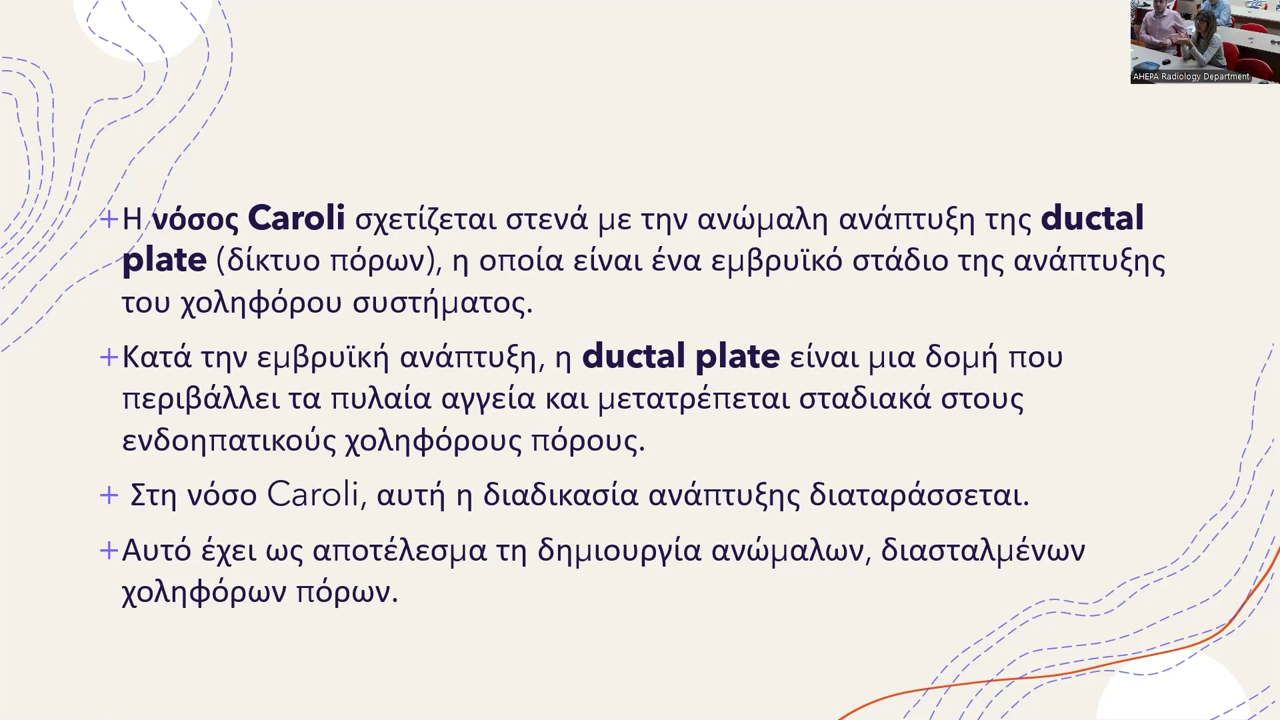 AHEPA Radiology Department
+Η νόσος Caroli σχετίζεται στενά με την ανώμαλη ανάπτυξη της ductal
plate (δίκτυο πόρων), η οποία είναι ένα εμβρυϊκό στάδιο της ανάπτυξης
του χοληφόρου συστήματος.
+Κατά την εμβρυϊκή ανάπτυξη, η ductal plate είναι μια δομή που
περιβάλλει τα πυλαία αγγεία και μετατρέπεται σταδιακά στους
ενδοηπατικούς χοληφόρους πόρους.
+ Στη νόσο Caroli, αυτή η διαδικασία ανάπτυξης διαταράσσεται.
+Αυτό έχει ως αποτέλεσμα τη δημιουργία ανώμαλων, διασταλμένων
χοληφόρων πόρων.